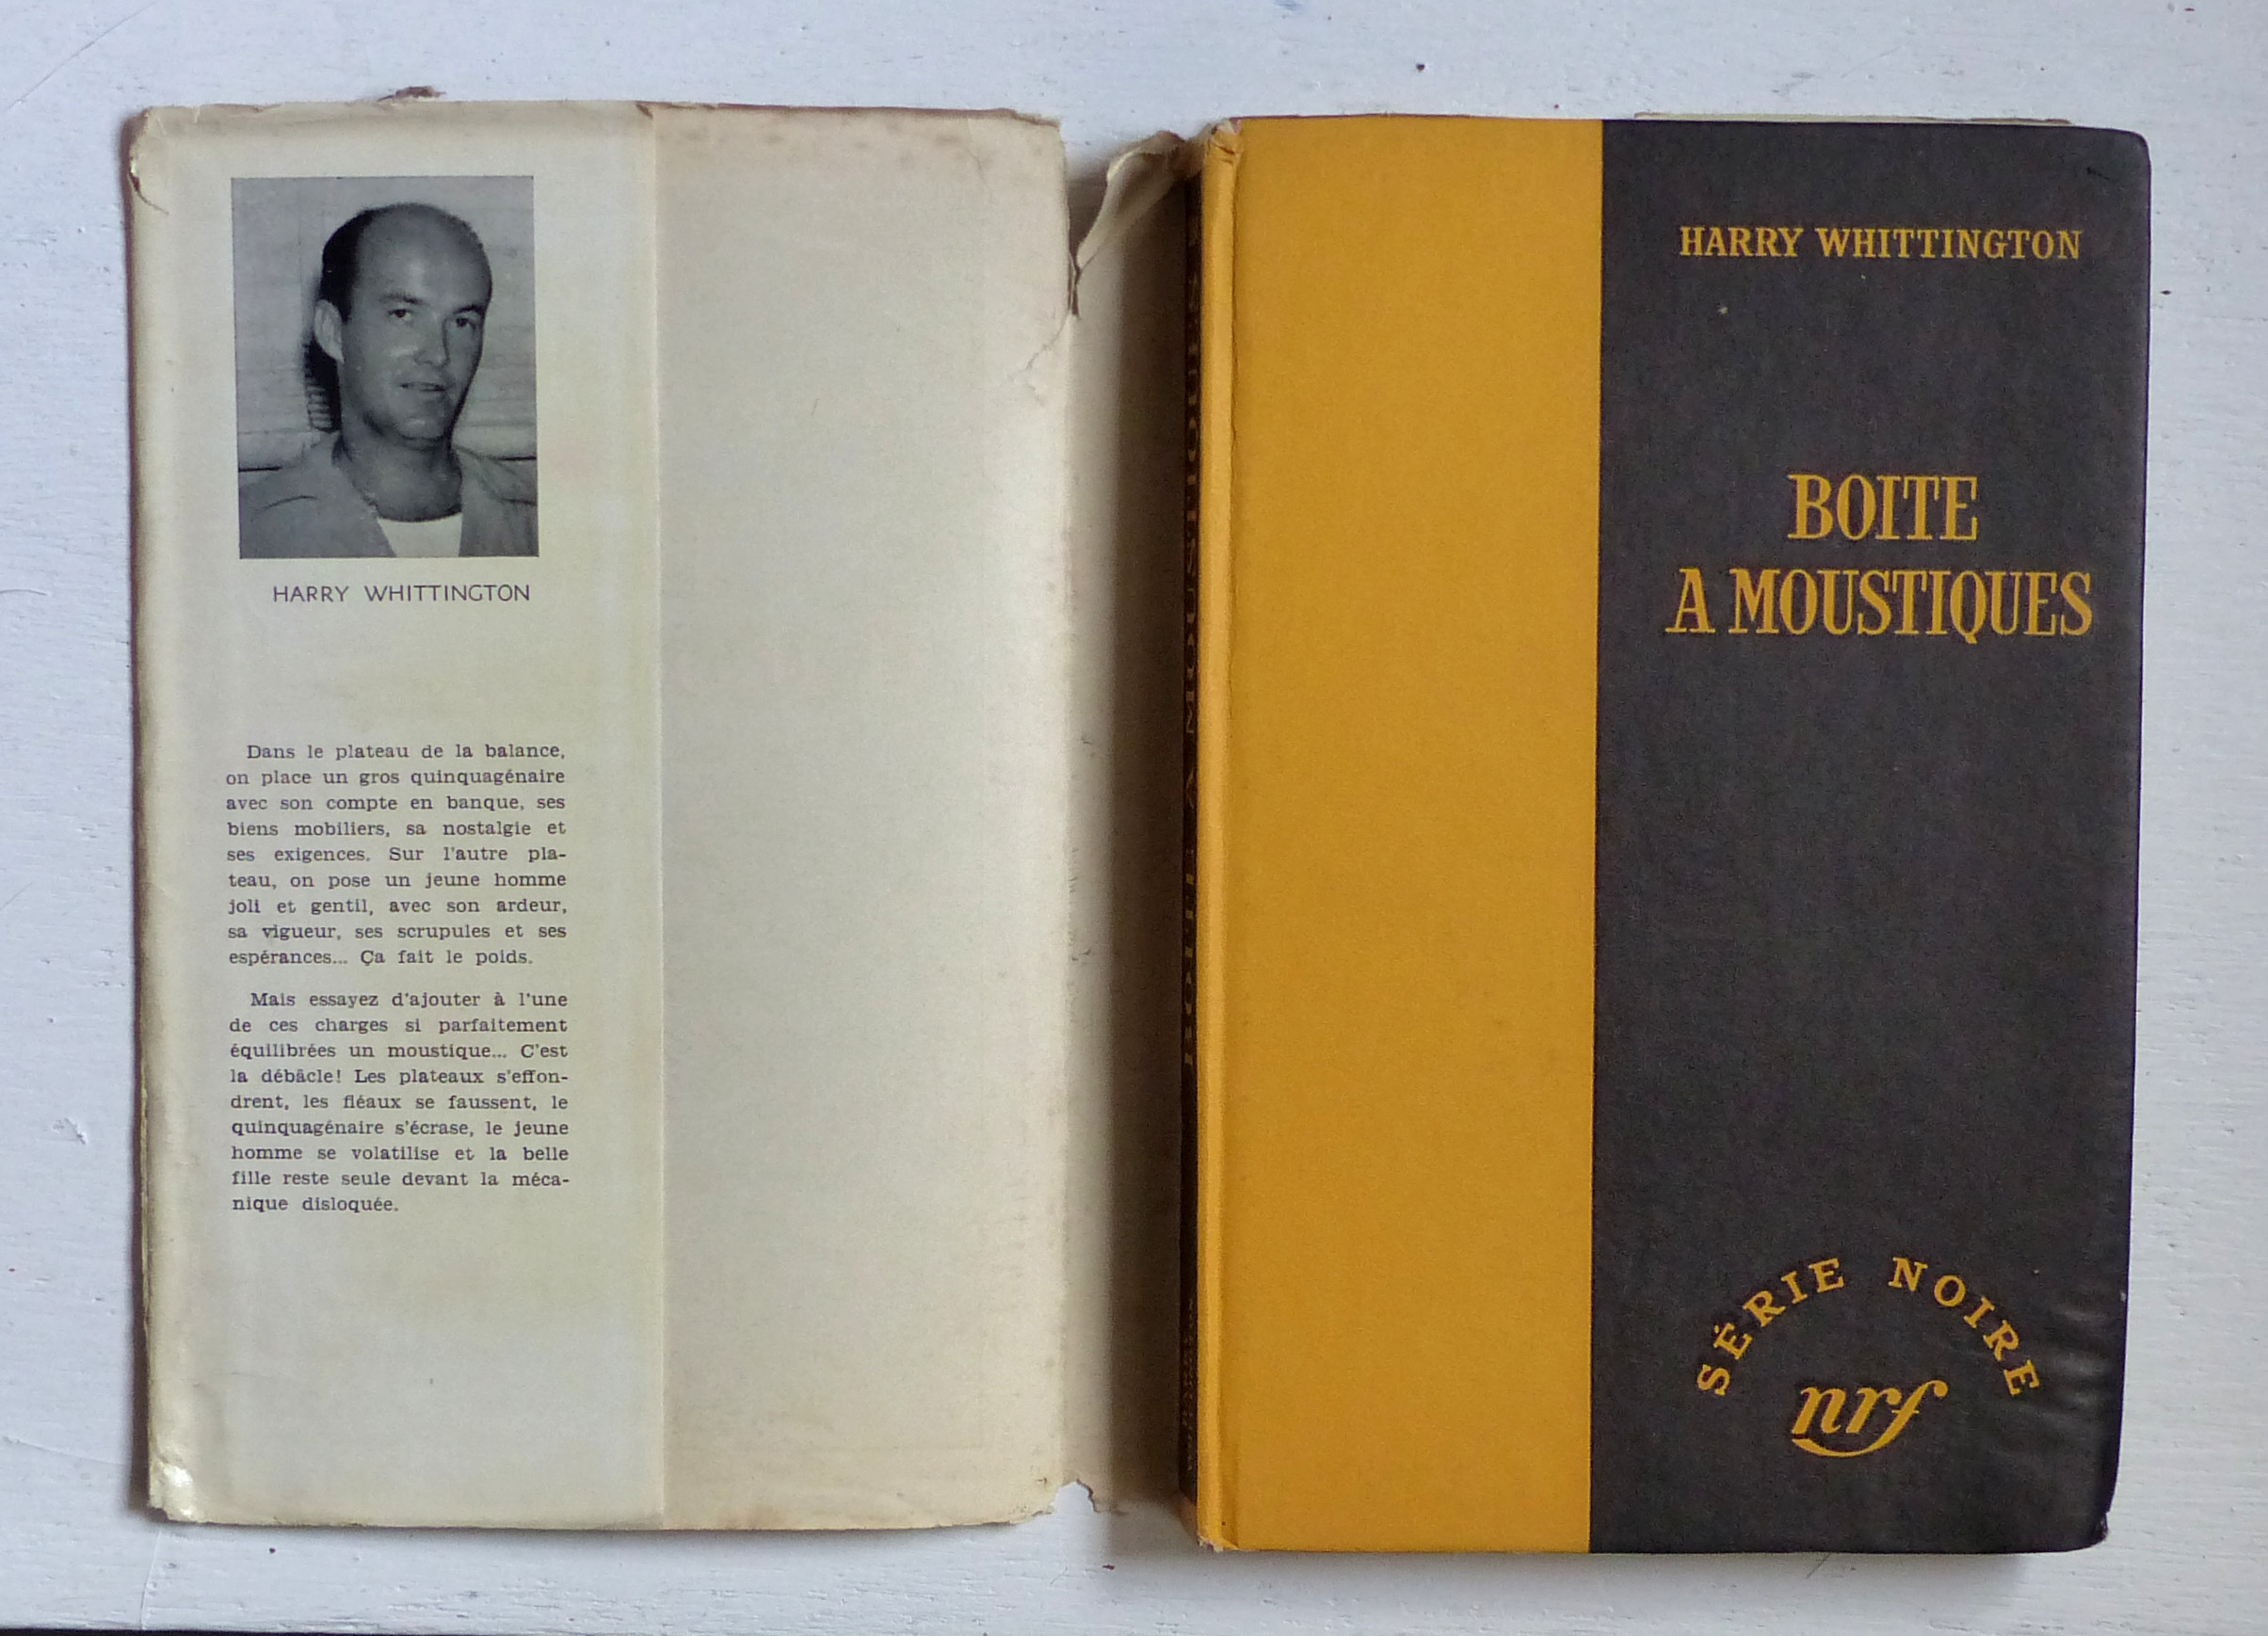 HARRY WHITTINGTON
Dans le plateau de la balance,
on place un gros quinquagénaire
avec son compte en banque, ses
biens mobiliers, sa nostalgie et
ses exigences. Sur l'autre pla-
teau, on pose un jeune homme
joli et gentil, avec son ardeur,
sa vigueur, ses scrupules et ses
espérances... Ça fait le poids.
Mais essayez d'ajouter à l'une
de ces charges si parfaitement
équilibrées un moustique... C'est
la débâcle! Les plateaux s'effon-
drent, les fléaux se faussent, le
quinquagénaire s'écrase, le jeune
homme se volatilise et la belle
fille reste seule devant la méca-
nique disloquée.
HARRY WHITTINGTON
BOITE
A MOUSTIQUES
SÉRIE NOIRE
nrf